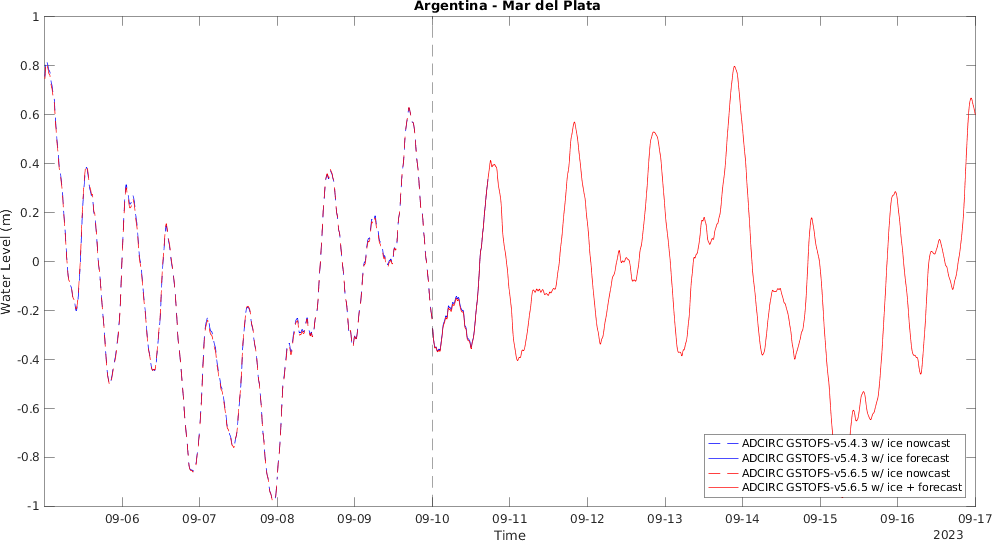 Argentina - Mar del Plata
1
0.8
0.6
0.4
0.2
0
-0.2
-0.4
-0.6
-0.8
-1
Water Level (m)
ADCIRC GSTOFS-v5.4.3 w/ ice nowcast
ADCIRC GSTOFS-v5.4.3 w/ ice forecast
ADCIRC GSTOFS-v5.6.5 w/ ice nowcast
ADCIRC GSTOFS-v5.6.5 w/ ice + forecast
09-06 09-07 09-08 09-09 09-10 09-11 09-12 09-13 09-14 09-15 09-16 09-17
Time
2023